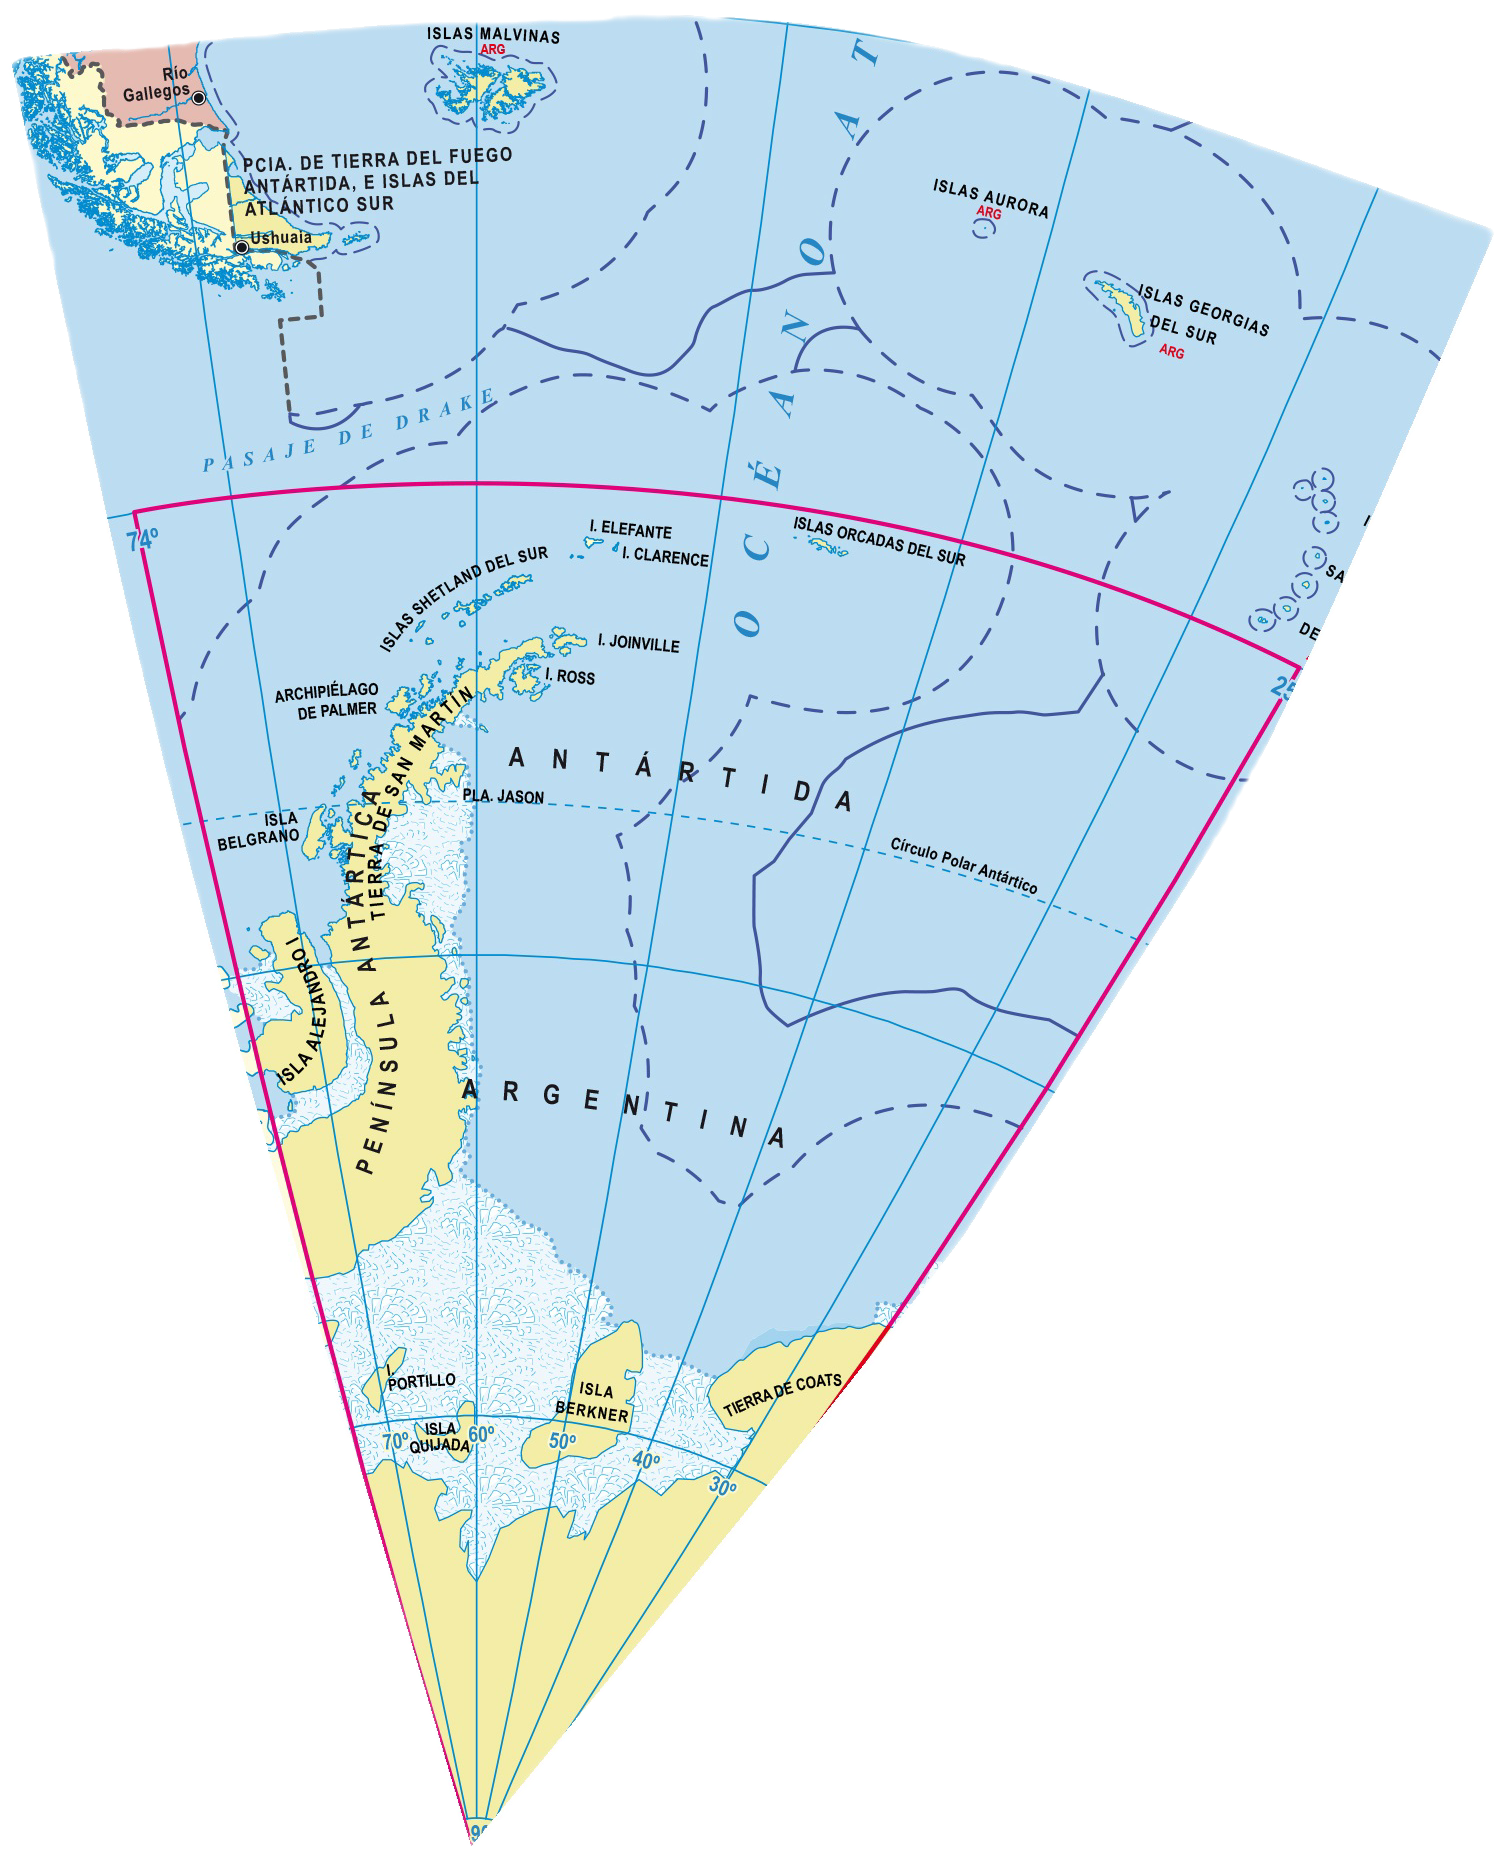 ISLAS MALVINAS
ARG
Río
Gallegos
PCIA. DE TIERRA DEL FUEGO
ANTÁRTIDA, E ISLAS DEL
ATLÁNTICO SUR
Ushuaia
ISLAS AURORA
ARG
ISLAS GEORGIAS
DEL SUR
ARG
PASAJE DE DRAKE
OCÉANO AT
74º
I. ELEFANTE
I. CLARENCE
ISLAS ORCADAS DEL SUR
ISLAS SHETLAND DEL SUR
I
SA
DE
25
I. JOINVILLE
I. ROSS
ARCHIPIÉLAGO
DE PALMER
TIERRA DE SAN MARTÍN
ANTÁRTIDA
PLA. JASON
ISLA
BELGRANO
Círculo Polar Antártico
PENÍNSULA ANTÁRTICA
ISLA ALEJANDRO I
ARGENTINA
I.
PORTILLO
ISLA
BERKNER
TIERRA DE COATS
ISLA
QUIJADA
70º
60º
50º
40º
30º
90